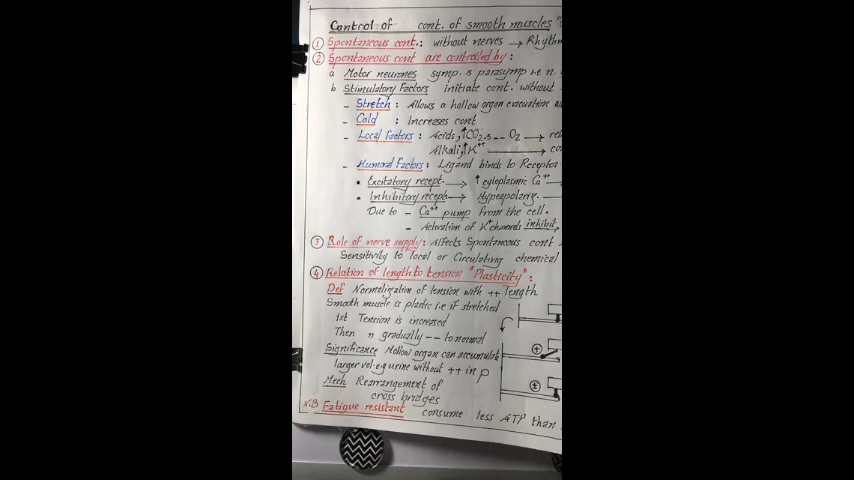 Control of cont. of smooth muscles "
① Spontaneous cont.: without nerves → Rhythm
② Spontaneous cont are controlled by:
a Motor neurones symp. & parasymp i.e. n.
b Stimulatory Factors initiate cont. without
- Stretch: Allows a hollow organ evacuation
- Cold : Increases cont
- Local Factors: Acids, ↑CO2, -- O2 →
Alkali, ↑K++ →
- Humoral Factors: Ligand binds to Receptor
• Excitatory recept. → ↑ cytoplasmic Ca++
• Inhibitory recept. → Hyperpolariz.
Due to - Ca++ pump from the cell.
- Activation of K+ channels inhibit
③ Role of nerve supply: Affects Spontaneous cont
Sensitivity to local or Circulating chemical
④ Relation of length to tension "Plasticity":
Def Normalization of tension with ++ length
Smooth muscle is plastic i.e if stretched
1st Tension is increased
Then ,, gradually -- to normal
Significance Hollow organ can accumulate
larger vol. e.g urine without ++ in p
Mech Rearrangement of
cross bridges
N.B Fatigue resistant consume less ATP than